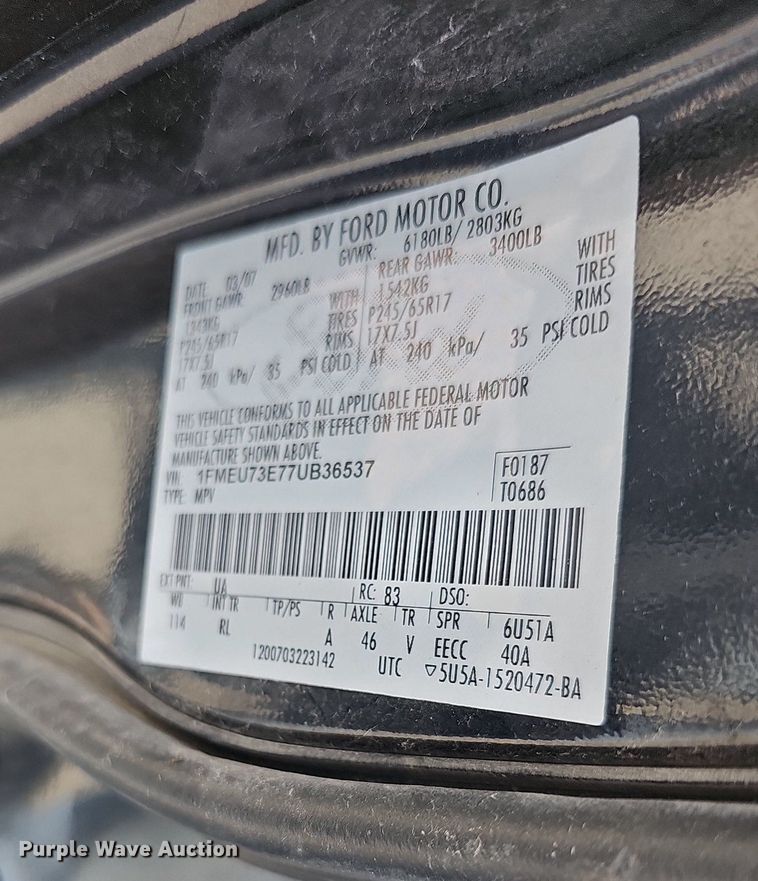 MFD. BY FORD MOTOR CO.
DATE 03/07 GVWR: 6180LB/ 2803KG
FRONT GAWR 2960LB REAR GAWR: 3400LB
1343KG WITH 1542KG WITH
P245/65R17 TIRES P245/65R17 TIRES
17X7.5J RIMS 17X7.5J RIMS
AT 240 kPa/ 35 PSI COLD AT 240 kPa/ 35 PSI COLD
THIS VEHICLE CONFORMS TO ALL APPLICABLE FEDERAL MOTOR
VEHICLE SAFETY STANDARDS IN EFFECT ON THE DATE OF
MANUFACTURE SHOWN ABOVE.
VIN: 1FMEU73E77UB36537 F0187
TYPE: MPV T0686
EXT PNT: UA RC: 83 DSO:
WB INT TR TP/PS R AXLE TR SPR 6U51A
114 RL A 46 V EECC 40A
1200703223142 UTC ▽5U5A-1520472-BA
Purple Wave Auction